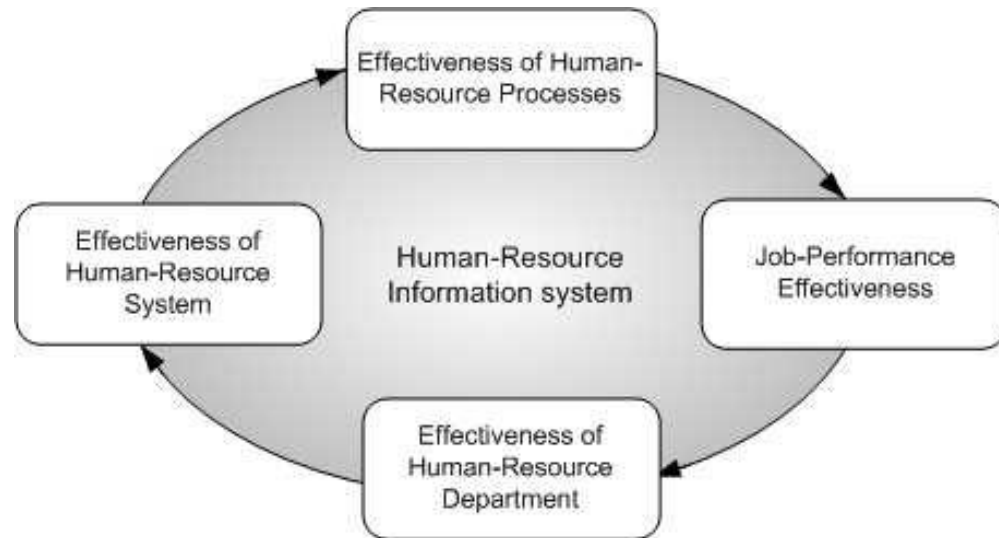 Effectiveness of Human-
Resource Processes
Effectiveness of
Human-Resource
System
Human-Resource
Information system
Job-Performance
Effectiveness
Effectiveness of
Human-Resource
Department